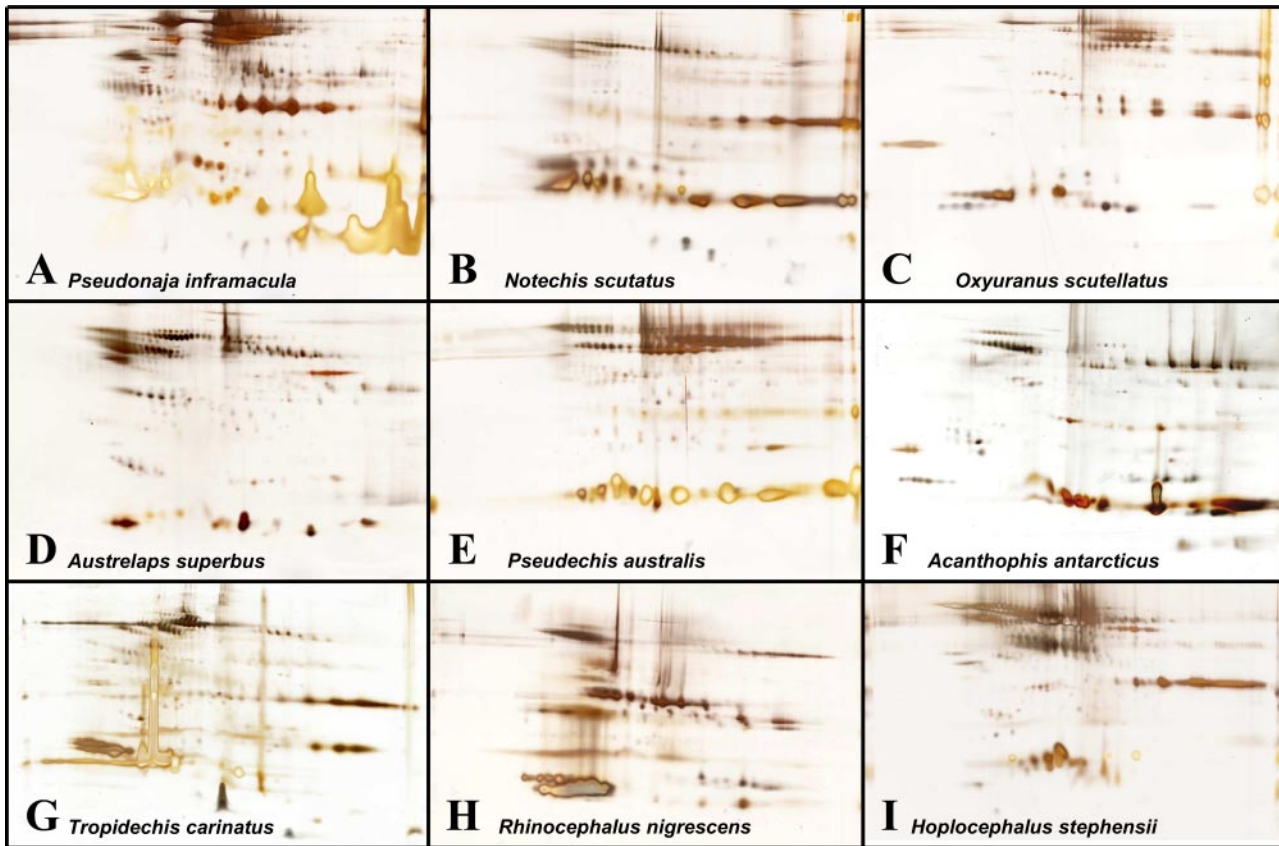 A Pseudonaja inframacula
B Notechis scutatus
C Oxyuranus scutellatus
D Austrelaps superbus
E Pseudechis australis
F Acanthophis antarcticus
G Tropidechis carinatus
H Rhinocephalus nigrescens
I Hoplocephalus stephensii